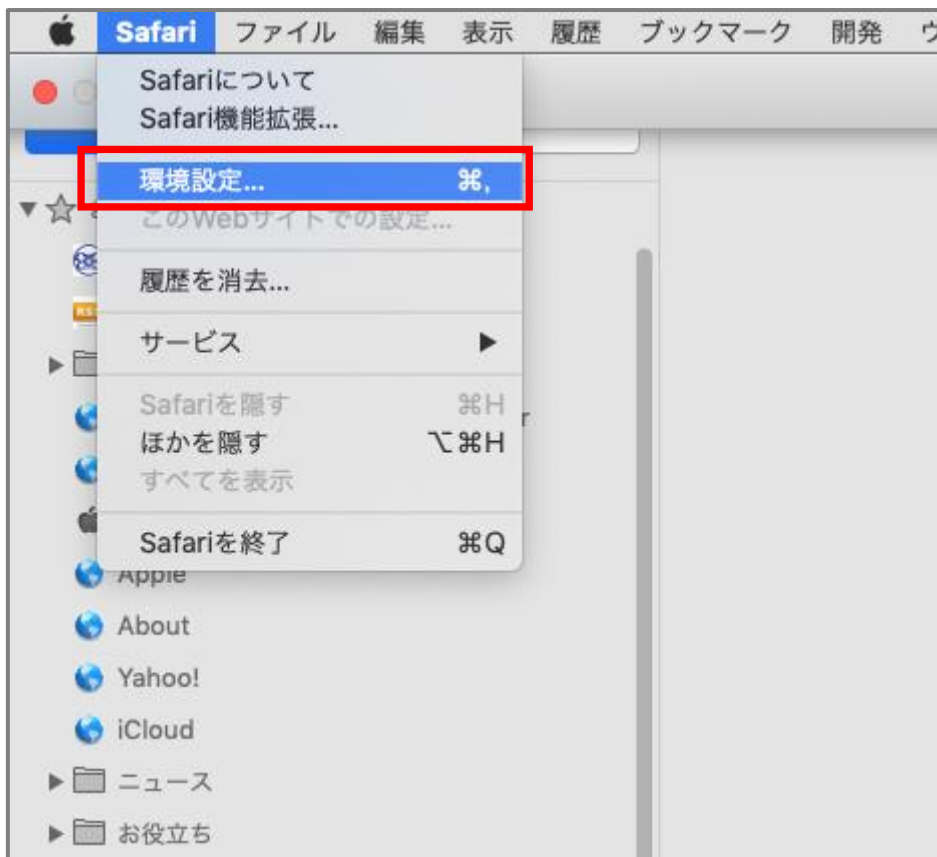 Safari ファイル 編集 表示 履歴 ブックマーク 開発
Safariについて
Safari機能拡張...
環境設定... ⌘,
このWebサイトでの設定...
履歴を消去...
サービス ▶
Safariを隠す ⌘H
ほかを隠す ⌥⌘H
すべてを表示
Safariを終了 ⌘Q
Apple
About
Yahoo!
iCloud
ニュース
お役立ち